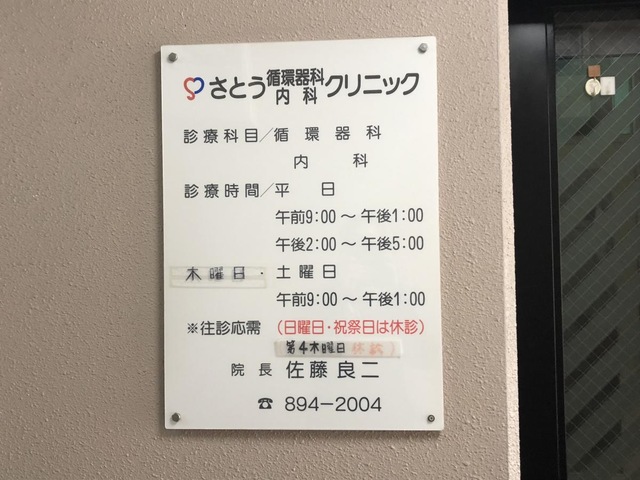 さとう循環器科内科クリニック
診療科目／循環器科
内科
診療時間／平日
午前9:00～午後1:00
午後2:00～午後5:00
木曜日・土曜日
午前9:00～午後1:00
※往診応需（日曜日・祝祭日は休診）
第4木曜日休診）
院長 佐藤良二
☎ 894-2004